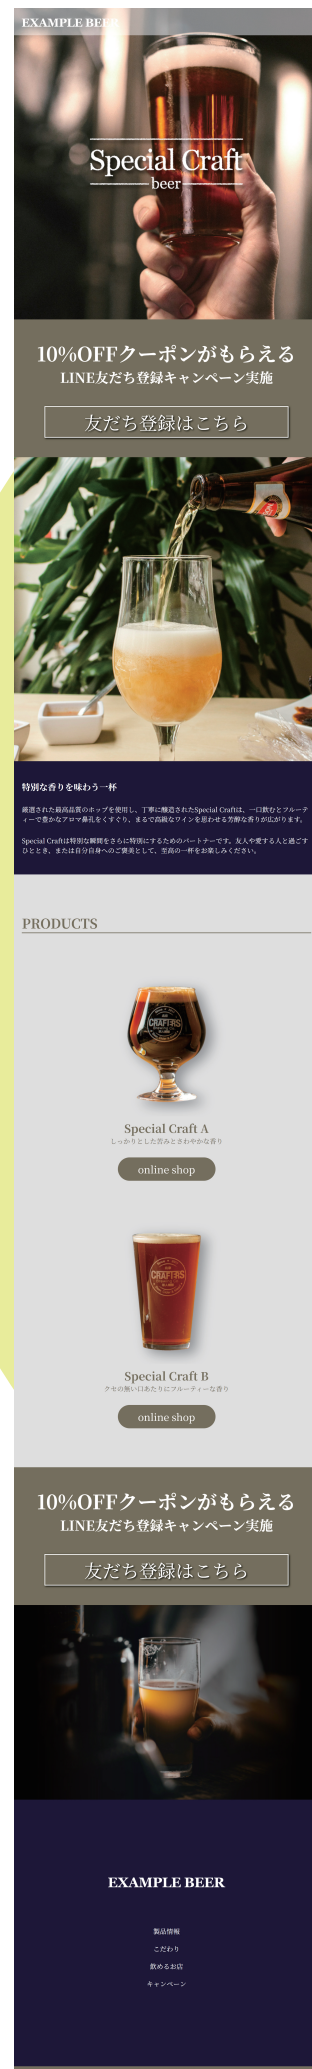 EXAMPLE BEER
Special Craft
beer
10%OFFクーポンがもらえる
LINE友だち登録キャンペーン実施
友だち登録はこちら
特別な香りを味わう一杯
厳選された最高品質のホップを使用し、丁寧に醸造されたSpecial Craftは、一口飲むとフルーテ
ィーで豊かなアロマ鼻孔をくすぐり、まるで高級なワインを思わせる芳醇な香りが広がります。
Special Craftは特別な瞬間をさらに特別にするためのパートナーです。友人や愛する人と過ごす
ひととき、または自分自身へのご褒美として、至高の一杯をお楽しみください。
PRODUCTS
CRAFTERS
Special Craft A
しっかりとした苦みとさわやかな香り
online shop
CRAFTERS
Special Craft B
クセの無い口あたりにフルーティーな香り
online shop
10%OFFクーポンがもらえる
LINE友だち登録キャンペーン実施
友だち登録はこちら
EXAMPLE BEER
製品情報
こだわり
飲めるお店
キャンペーン